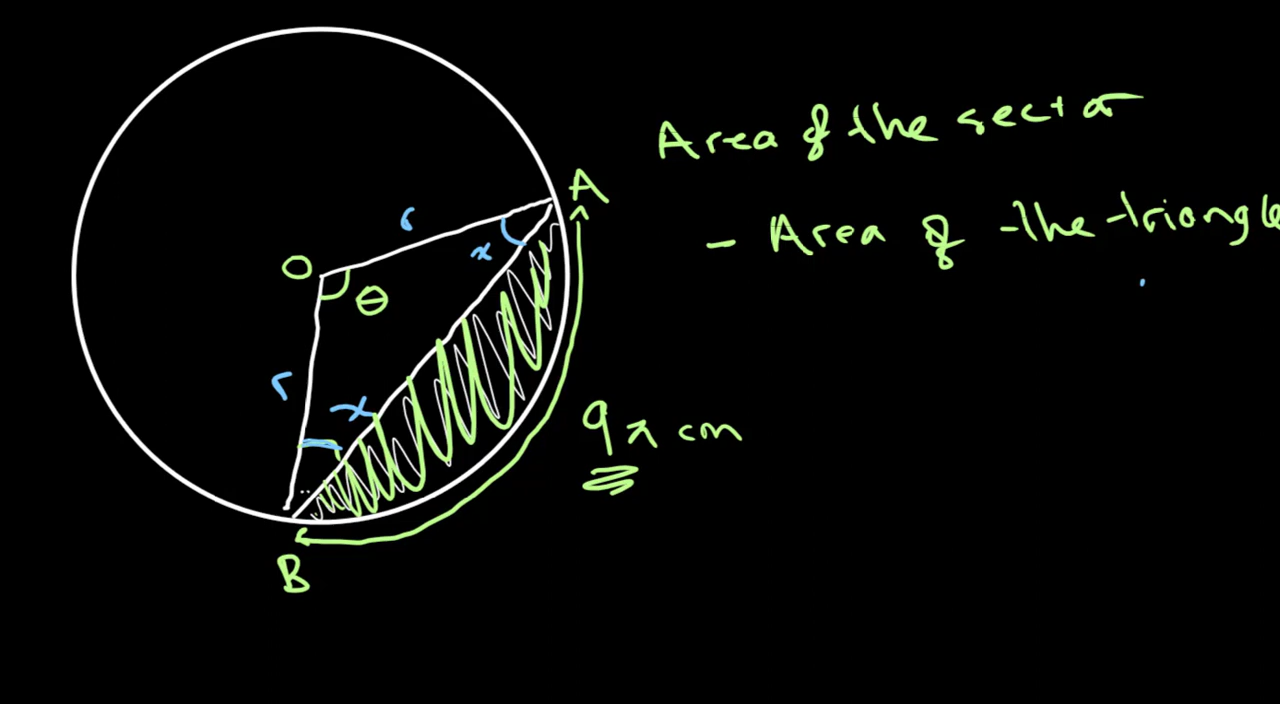 Area of the sector
A
r
- Area of the triangle
x
O
θ
r
x
9π cm
B